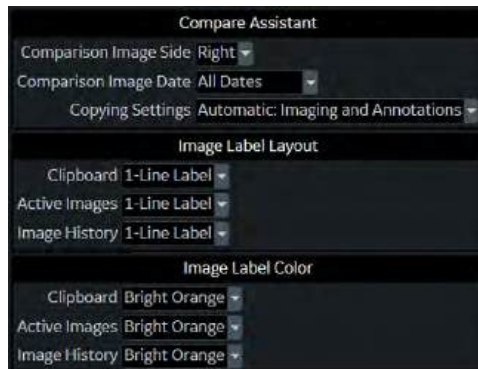 Compare Assistant
Comparison Image Side Right
Comparison Image Date All Dates
Copying Settings Automatic: Imaging and Annotations
Image Label Layout
Clipboard 1-Line Label
Active Images 1-Line Label
Image History 1-Line Label
Image Label Color
Clipboard Bright Orange
Active Images Bright Orange
Image History Bright Orange